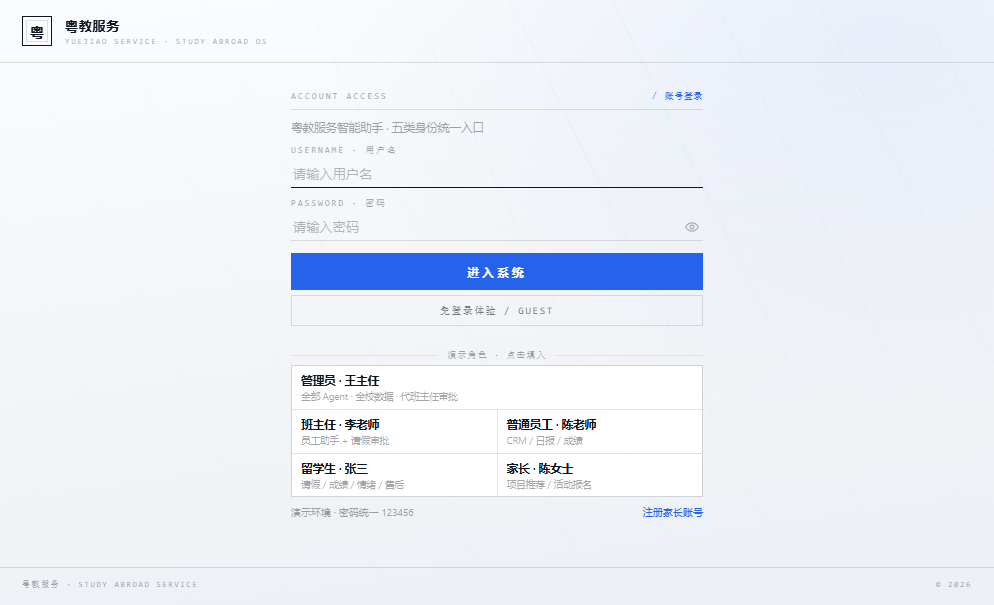 粤
粤教服务
YUEJIAO SERVICE · STUDY ABROAD OS
ACCOUNT ACCESS
/ 账号登录
粤教服务智能助手 · 五类身份统一入口
USERNAME · 用户名
请输入用户名
PASSWORD · 密码
请输入密码
进入系统
免登录体验 / GUEST
演示角色 · 点击填入
管理员 · 王主任
全部 Agent · 全校数据 · 代班主任审批
班主任 · 李老师
员工助手 + 请假审批
普通员工 · 陈老师
CRM / 日报 / 成绩
留学生 · 张三
请假 / 成绩 / 情绪 / 售后
家长 · 陈女士
项目推荐 / 活动报名
演示环境 · 密码统一 123456
注册家长账号
粤教服务 · STUDY ABROAD SERVICE
© 2026